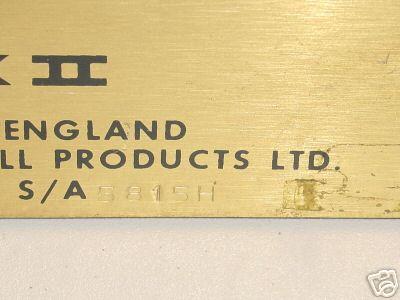 K II
ENGLAND
LL PRODUCTS LTD.
S/A 5815H